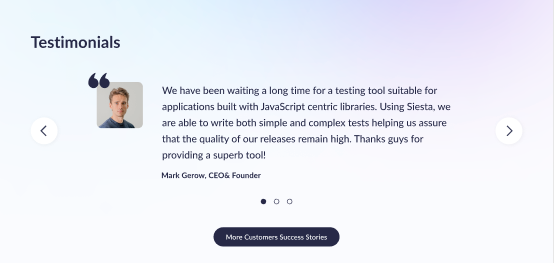 Testimonials
We have been waiting a long time for a testing tool suitable for
applications built with JavaScript centric libraries. Using Siesta, we
are able to write both simple and complex tests helping us assure
that the quality of our releases remain high. Thanks guys for
providing a superb tool!
Mark Gerow, CEO& Founder
More Customers Success Stories